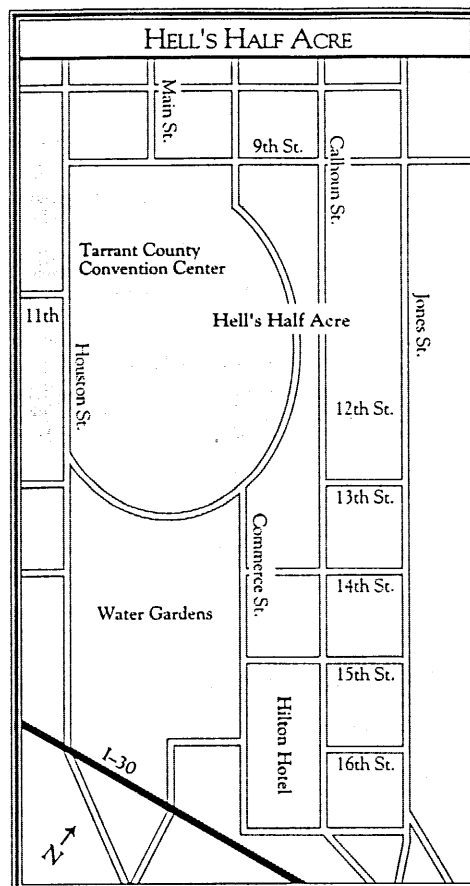 HELL'S HALF ACRE
Main St.
9th St.
Calhoun St.
Tarrant County
Convention Center
11th
Hell's Half Acre
Jones St.
Houston St.
12th St.
13th St.
Commerce St.
14th St.
Water Gardens
15th St.
Hilton Hotel
I-30
16th St.
N